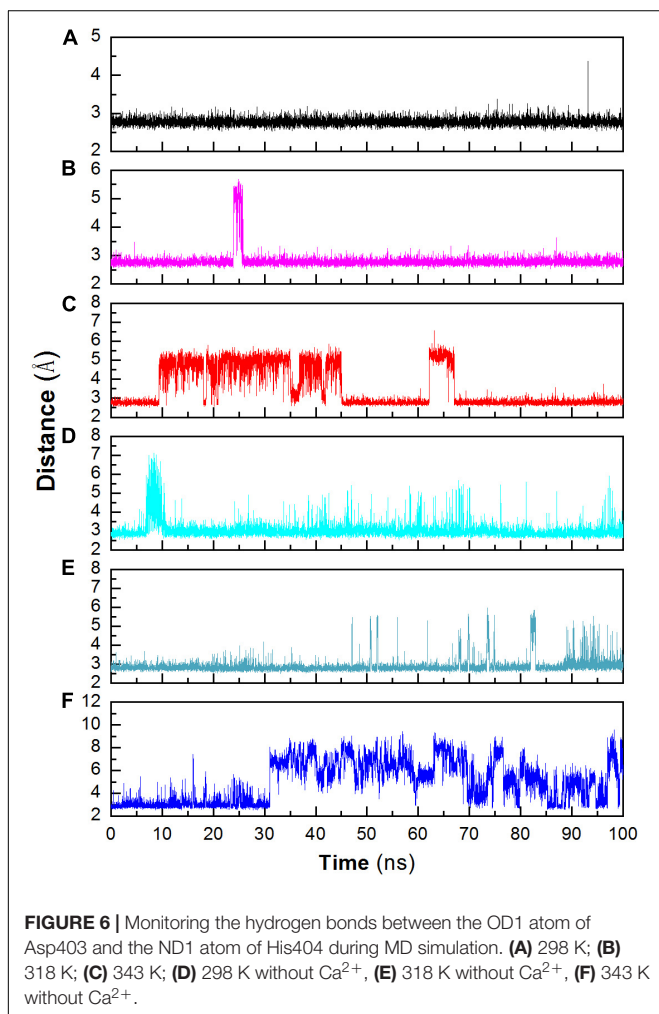 A
5
4
3
2
B
6
5
4
3
2
C
8
7
6
5
4
3
2
D
8
7
6
5
4
3
2
E
8
7
6
5
4
3
2
F
12
10
8
6
4
2
Distance (Å)
0 10 20 30 40 50 60 70 80 90 100
Time (ns)
FIGURE 6 | Monitoring the hydrogen bonds between the OD1 atom of
Asp403 and the ND1 atom of His404 during MD simulation. (A) 298 K; (B)
318 K; (C) 343 K; (D) 298 K without Ca²⁺, (E) 318 K without Ca²⁺, (F) 343 K
without Ca²⁺.